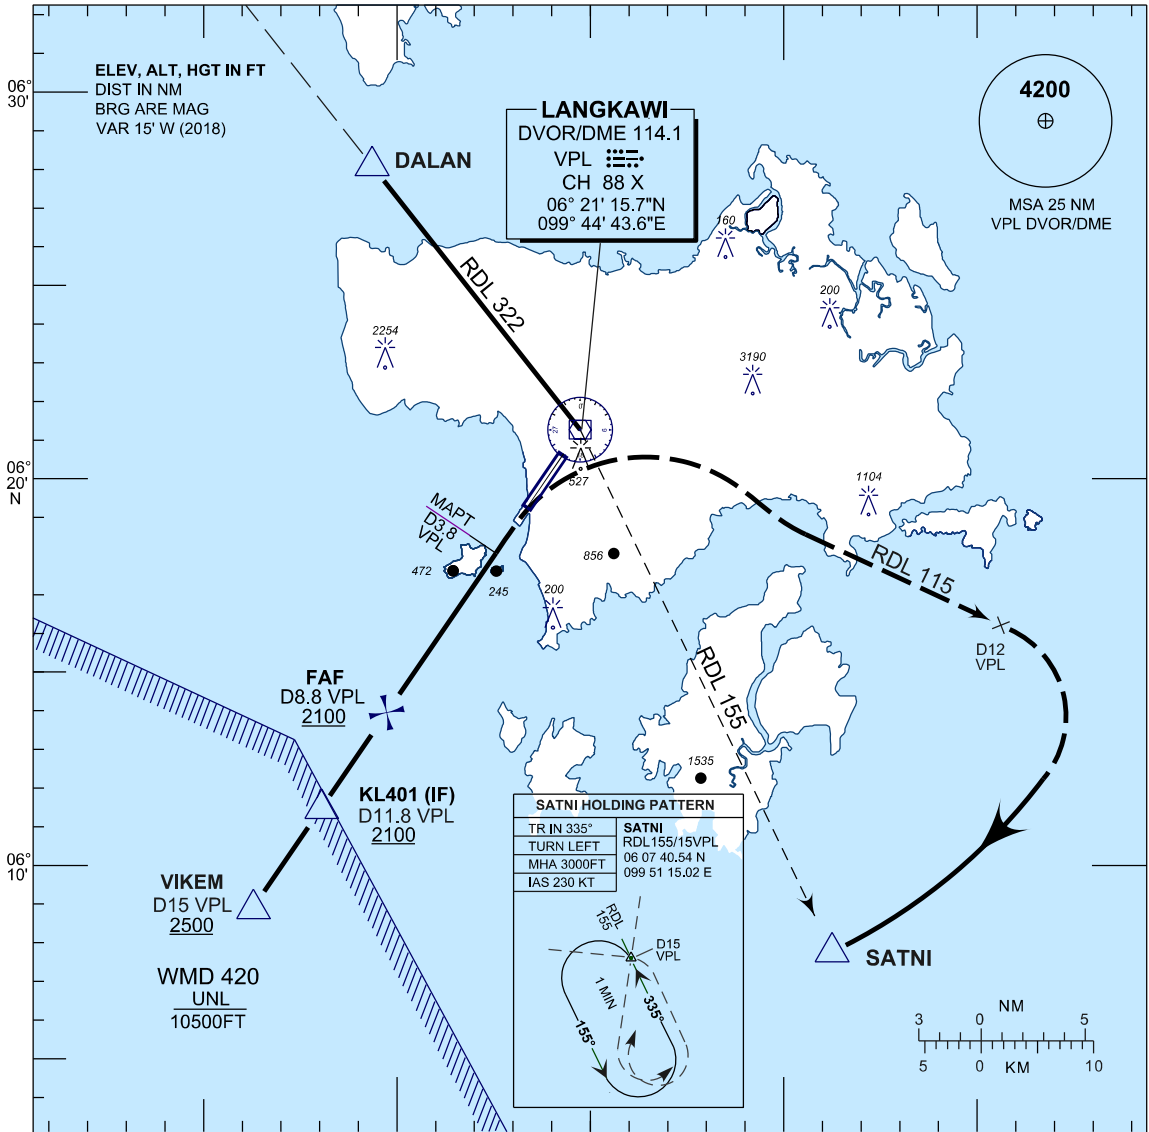 ELEV, ALT, HGT IN FT
DIST IN NM
BRG ARE MAG
VAR 15' W (2018)
06°
30'
DALAN
LANGKAWI
DVOR/DME 114.1
VPL
CH 88 X
06° 21' 15.7"N
099° 44' 43.6"E
4200
MSA 25 NM
VPL DVOR/DME
160
200
RDL 322
2254
3190
06°
20'
N
527
1104
MAPT
D3.8
VPL
856
472
245
200
RDL 115
D12
VPL
RDL 155
FAF
D8.8 VPL
2100
KL401 (IF)
D11.8 VPL
2100
1535
06°
10'
VIKEM
D15 VPL
2500
WMD 420
UNL
10500FT
SATNI HOLDING PATTERN
TR IN 335°
TURN LEFT
MHA 3000FT
IAS 230 KT
SATNI
RDL155/15VPL
06 07 40.54 N
099 51 15.02 E
RDL
155
D15
VPL
1 MIN
335°
155°
SATNI
NM
3 0 5
5 0 10
KM